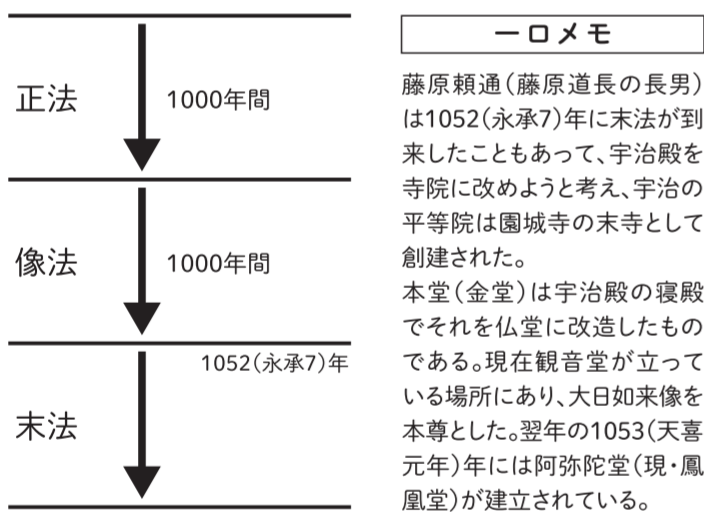 正法
1000年間
像法
1000年間
1052(永承7)年
末法
一口メモ
藤原頼通(藤原道長の長男)
は1052(永承7)年に末法が到
来したこともあって、宇治殿を
寺院に改めようと考え、宇治の
平等院は園城寺の末寺として
創建された。
本堂(金堂)は宇治殿の寝殿
でそれを仏堂に改造したもの
である。現在観音堂が立って
いる場所にあり、大日如来像を
本尊とした。翌年の1053(天喜
元年)年には阿弥陀堂(現・鳳
凰堂)が建立されている。